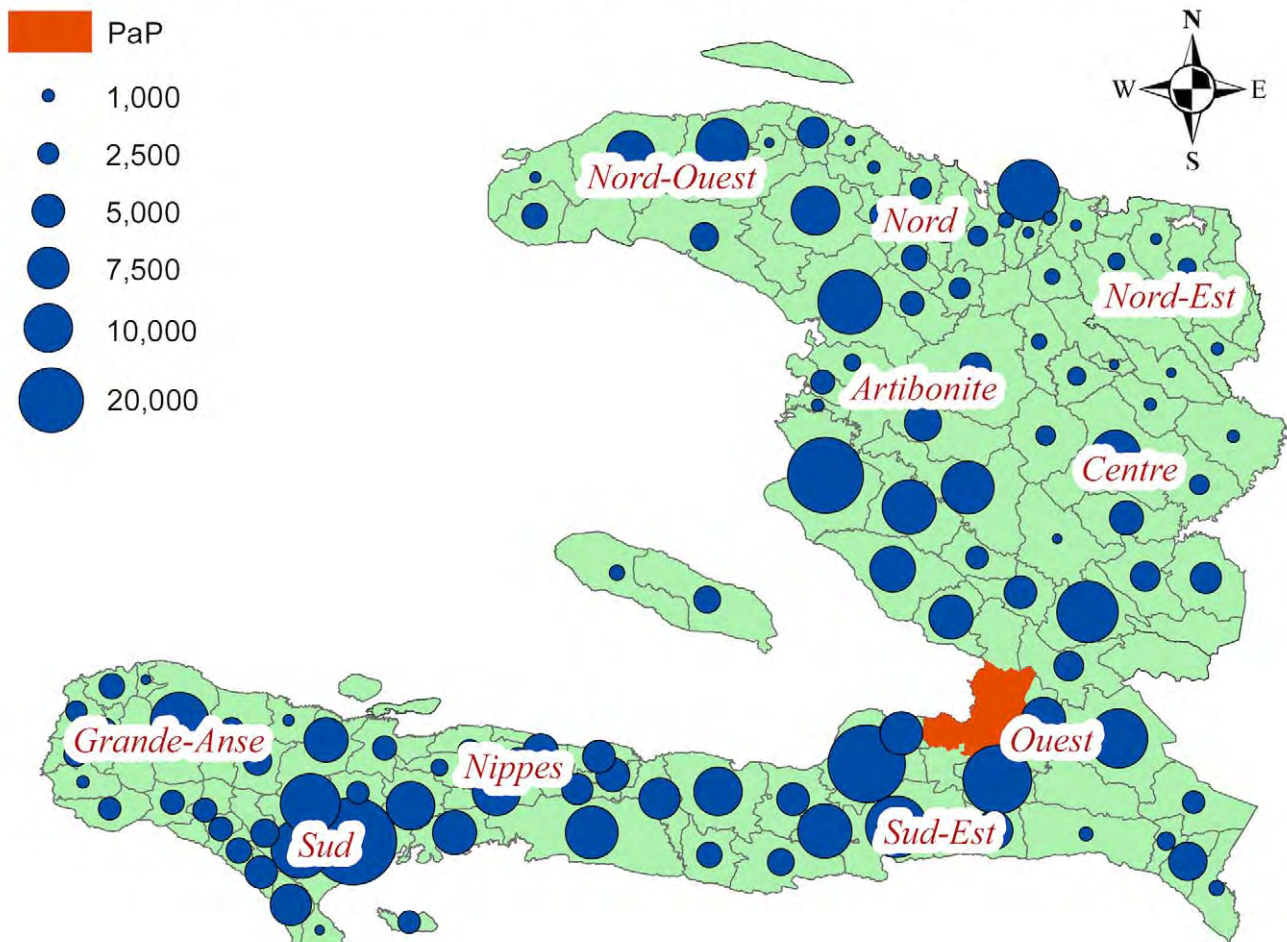 PaP
1,000
2,500
5,000
7,500
10,000
20,000
N
W
E
S
Nord-Ouest
Nord
Nord-Est
Artibonite
Centre
Grande-Anse
Nippes
Ouest
Sud
Sud-Est